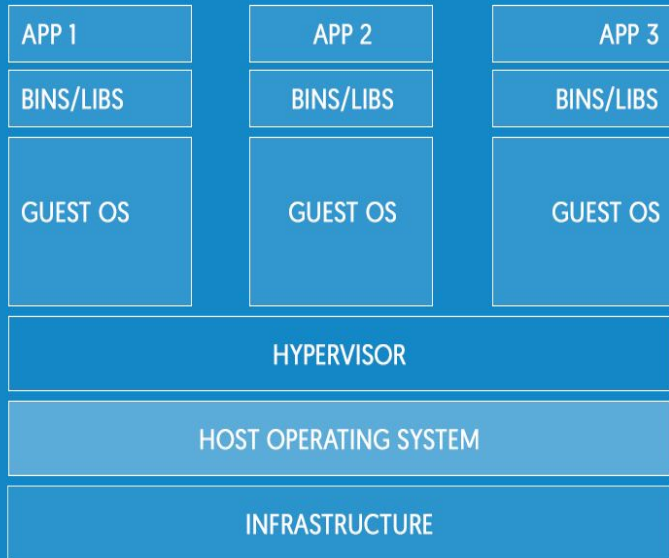 APP 1
APP 2
APP 3
BINS/LIBS
BINS/LIBS
BINS/LIBS
GUEST OS
GUEST OS
GUEST OS
HYPERVISOR
HOST OPERATING SYSTEM
INFRASTRUCTURE